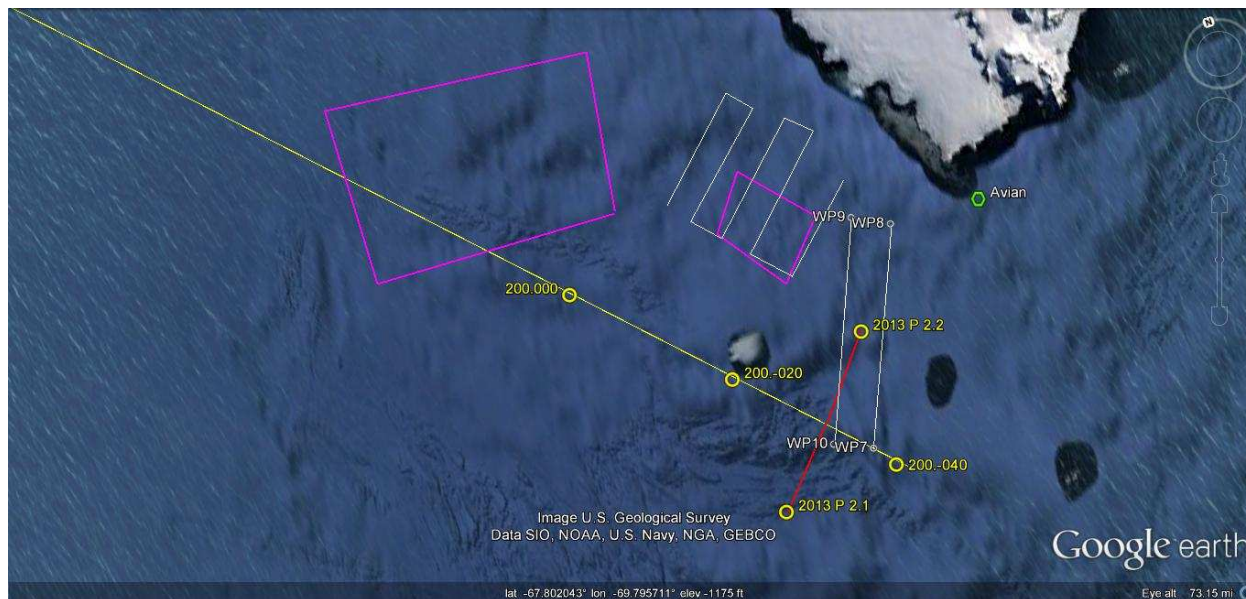 N
Avian
WP9
WP8
200.000
2013 P 2.2
200.-020
WP10
WP7
200.-040
2013 P 2.1
Image U.S. Geological Survey
Data SIO, NOAA, U.S. Navy, NGA, GEBCO
Google earth
lat -67.802043° lon -69.795711° elev -1175 ft
Eye alt 73.15 mi